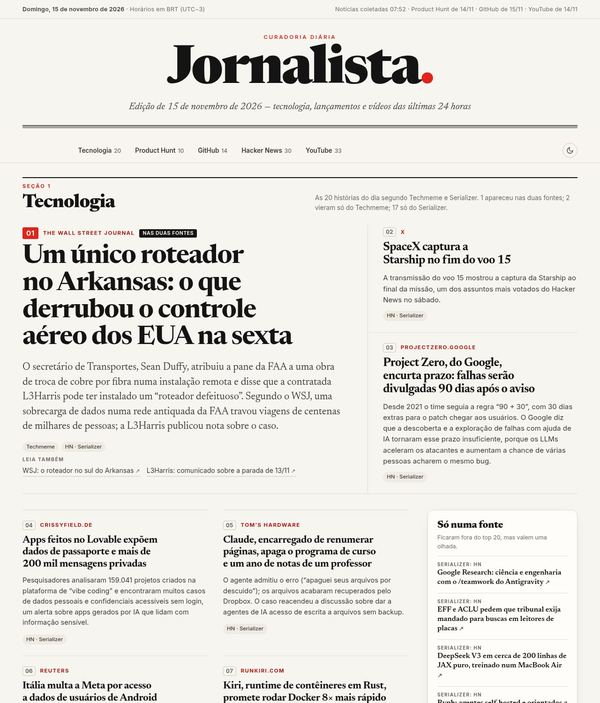 Domingo, 15 de novembro de 2026 · Horários em BRT (UTC−3)
Notícias coletadas 07:52 · Product Hunt de 14/11 · GitHub de 15/11 · YouTube de 14/11
CURADORIA DIÁRIA
Jornalista.
Edição de 15 de novembro de 2026 — tecnologia, lançamentos e vídeos das últimas 24 horas
Tecnologia 20 Product Hunt 10 GitHub 14 Hacker News 30 YouTube 33
SEÇÃO 1
Tecnologia
As 20 histórias do dia segundo Techmeme e Serializer. 1 apareceu nas duas fontes; 2
vieram só do Techmeme; 17 só do Serializer.
01 THE WALL STREET JOURNAL NAS DUAS FONTES
Um único roteador
no Arkansas: o que
derrubou o controle
aéreo dos EUA na sexta
O secretário de Transportes, Sean Duffy, atribuiu a pane da FAA a uma obra
de troca de cobre por fibra numa instalação remota e disse que a contratada
L3Harris pode ter instalado um “roteador defeituoso”. Segundo o WSJ, uma
sobrecarga de dados numa rede antiquada da FAA travou viagens de centenas
de milhares de pessoas; a L3Harris publicou nota sobre o caso.
Techmeme HN · Serializer
LEIA TAMBÉM
WSJ: o roteador no sul do Arkansas ↗ L3Harris: comunicado sobre a parada de 13/11 ↗
02 X
SpaceX captura a
Starship no fim do voo 15
A transmissão do voo 15 mostrou a captura da Starship ao
final da missão, um dos assuntos mais votados do Hacker
News no sábado.
HN · Serializer
03 PROJECTZERO.GOOGLE
Project Zero, do Google,
encurta prazo: falhas serão
divulgadas 90 dias após o aviso
Desde 2021 o time seguia a regra “90 + 30”, com 30 dias
extras para o patch chegar aos usuários. O Google diz
que a descoberta e a exploração de falhas com ajuda de
IA tornaram esse prazo insuficiente, porque os LLMs
aceleram os atacantes e aumentam a chance de várias
pessoas acharem o mesmo bug.
HN · Serializer
04 CRISSYFIELD.DE
Apps feitos no Lovable expõem
dados de passaporte e mais de
200 mil mensagens privadas
Pesquisadores analisaram 159.041 projetos criados na
plataforma de “vibe coding” e encontraram muitos casos
de dados pessoais e confidenciais acessíveis sem login,
um alerta sobre apps gerados por IA que lidam com
informação sensível.
HN · Serializer
05 TOM'S HARDWARE
Claude, encarregado de renumerar
páginas, apaga o programa de curso
e um ano de notas de um professor
O agente admitiu o erro (“apaguei seus arquivos por
descuido”); os arquivos acabaram recuperados pelo
Dropbox. O caso reacendeu a discussão sobre dar a
agentes de IA acesso de escrita a arquivos sem backup.
HN · Serializer
Só numa fonte
Ficaram fora do top 20, mas valem uma
olhada.
SERIALIZER: HN
Google Research: ciência e engenharia
com o /teamwork do Antigravity ↗
SERIALIZER: HN
EFF e ACLU pedem que tribunal exija
mandado para buscas em leitores de
placas ↗
SERIALIZER: HN
DeepSeek V3 em cerca de 200 linhas de
JAX puro, treinado num MacBook Air
↗
SERIALIZER: HN
06 REUTERS
Itália multa a Meta por acesso
a dados de usuários de Android
07 RUNKIRI.COM
Kiri, runtime de contêineres em Rust,
promete rodar Docker 8× mais rápido